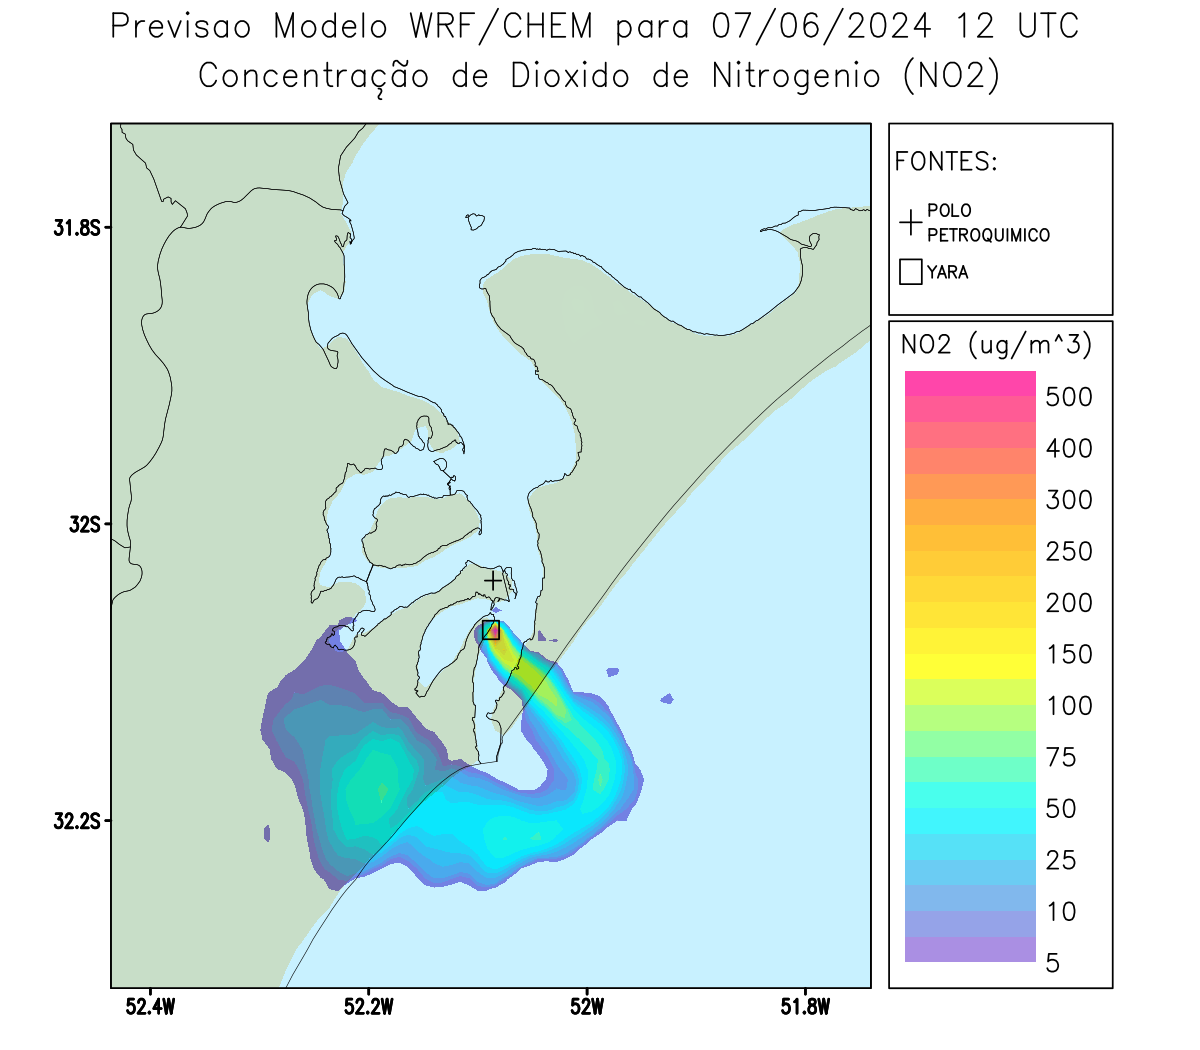 Previsao Modelo WRF/CHEM para 07/06/2024 12 UTC
Concentração de Dioxido de Nitrogenio (NO2)
FONTES:
POLO
PETROQUIMICO
YARA
NO2 (ug/m^3)
500
400
300
250
200
150
100
75
50
25
10
5
31.8S
32S
32.2S
52.4W
52.2W
52W
51.8W